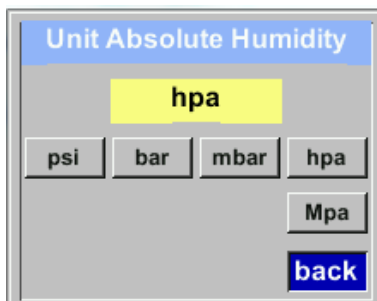 Unit Absolute Humidity
hpa
psi bar mbar hpa
Mpa
back